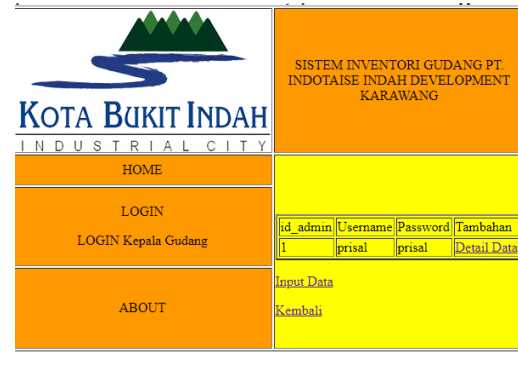 KOTA BUKIT INDAH
INDUSTRIAL CITY
SISTEM INVENTORI GUDANG PT.
INDOTAISE INDAH DEVELOPMENT
KARAWANG
HOME
LOGIN
LOGIN Kepala Gudang
ABOUT
id_admin Username Password Tambahan
1 prisal prisal Detail Data
Input Data
Kembali